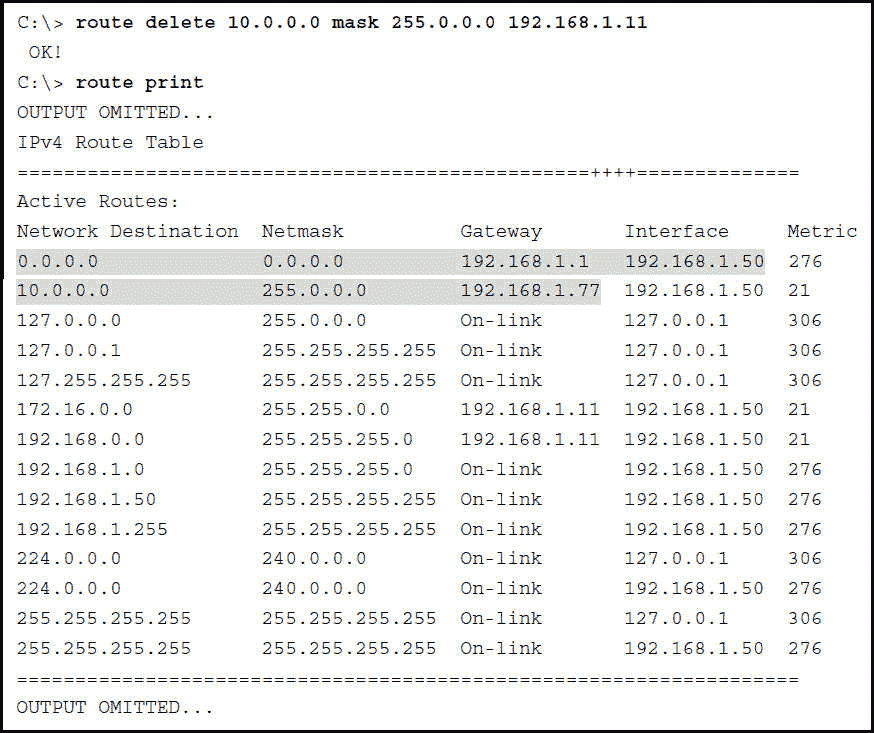 C:\> route delete 10.0.0.0 mask 255.0.0.0 192.168.1.11
OK!
C:\> route print
OUTPUT OMITTED...
IPv4 Route Table
=================================================++++==============
Active Routes:
Network Destination Netmask Gateway Interface Metric
0.0.0.0 0.0.0.0 192.168.1.1 192.168.1.50 276
10.0.0.0 255.0.0.0 192.168.1.77 192.168.1.50 21
127.0.0.0 255.0.0.0 On-link 127.0.0.1 306
127.0.0.1 255.255.255.255 On-link 127.0.0.1 306
127.255.255.255 255.255.255.255 On-link 127.0.0.1 306
172.16.0.0 255.255.0.0 192.168.1.11 192.168.1.50 21
192.168.0.0 255.255.255.0 192.168.1.11 192.168.1.50 21
192.168.1.0 255.255.255.0 On-link 192.168.1.50 276
192.168.1.50 255.255.255.255 On-link 192.168.1.50 276
192.168.1.255 255.255.255.255 On-link 192.168.1.50 276
224.0.0.0 240.0.0.0 On-link 127.0.0.1 306
224.0.0.0 240.0.0.0 On-link 192.168.1.50 276
255.255.255.255 255.255.255.255 On-link 127.0.0.1 306
255.255.255.255 255.255.255.255 On-link 192.168.1.50 276
===================================================================
OUTPUT OMITTED...